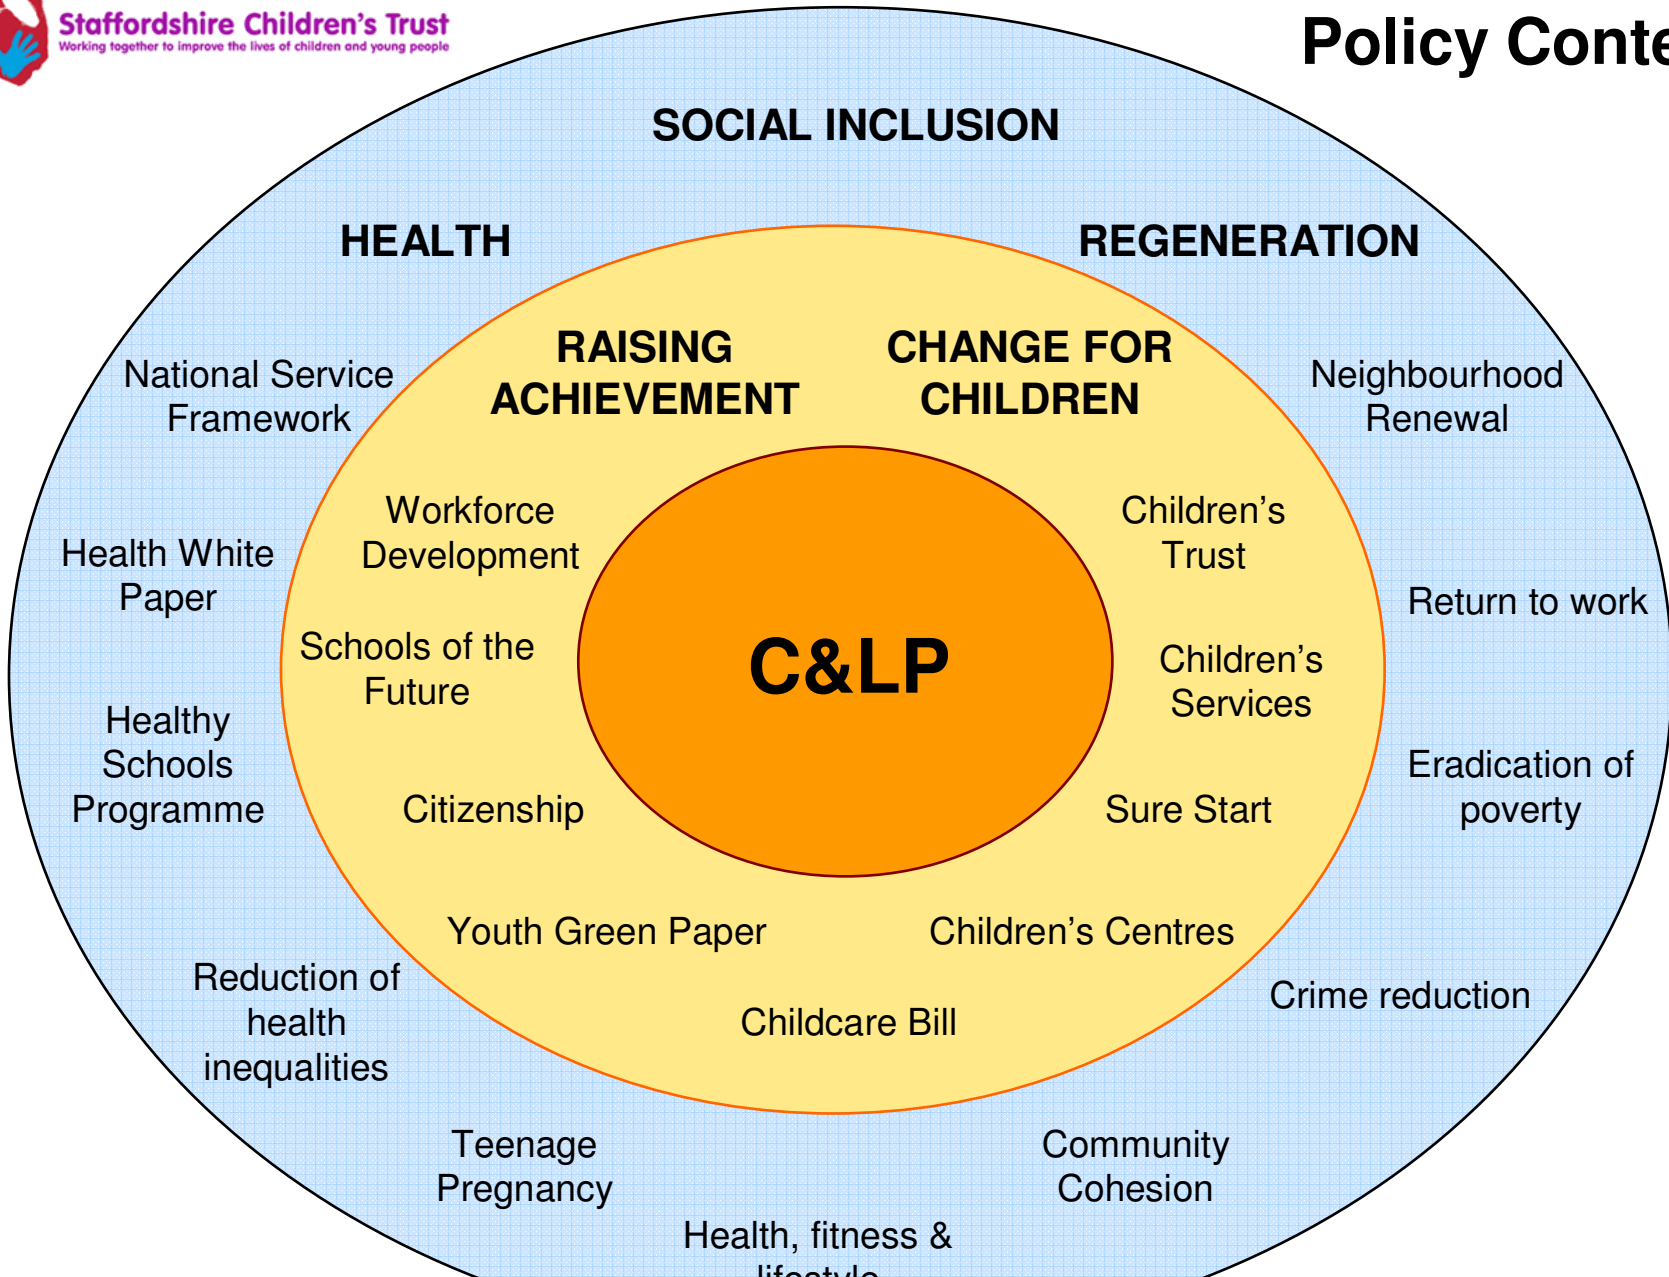 Staffordshire Children's Trust
Working together to improve the lives of children and young people
Policy Conte
SOCIAL INCLUSION
HEALTH
REGENERATION
RAISING
ACHIEVEMENT
CHANGE FOR
CHILDREN
National Service
Framework
Neighbourhood
Renewal
Workforce
Development
Children's
Trust
Health White
Paper
Return to work
C&LP
Schools of the
Future
Children's
Services
Healthy
Schools
Programme
Eradication of
poverty
Citizenship
Sure Start
Youth Green Paper
Children's Centres
Reduction of
health
inequalities
Crime reduction
Childcare Bill
Teenage
Pregnancy
Community
Cohesion
Health, fitness &
lifestyle